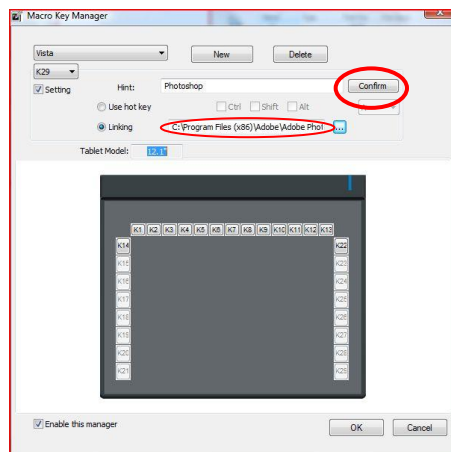 Macro Key Manager
Vista New Delete
K29
Setting Hint: Photoshop Confirm
Use hot key Ctrl Shift Alt
Linking C:\Program Files (x86)\Adobe\Adobe Phot ...
Tablet Model: 12.1"
K1 K2 K3 K4 K5 K6 K7 K8 K9 K10 K11 K12 K13
K14 K22
K15 K23
K16 K24
K17 K25
K18 K26
K19 K27
K20 K28
K21 K29
Enable this manager OK Cancel